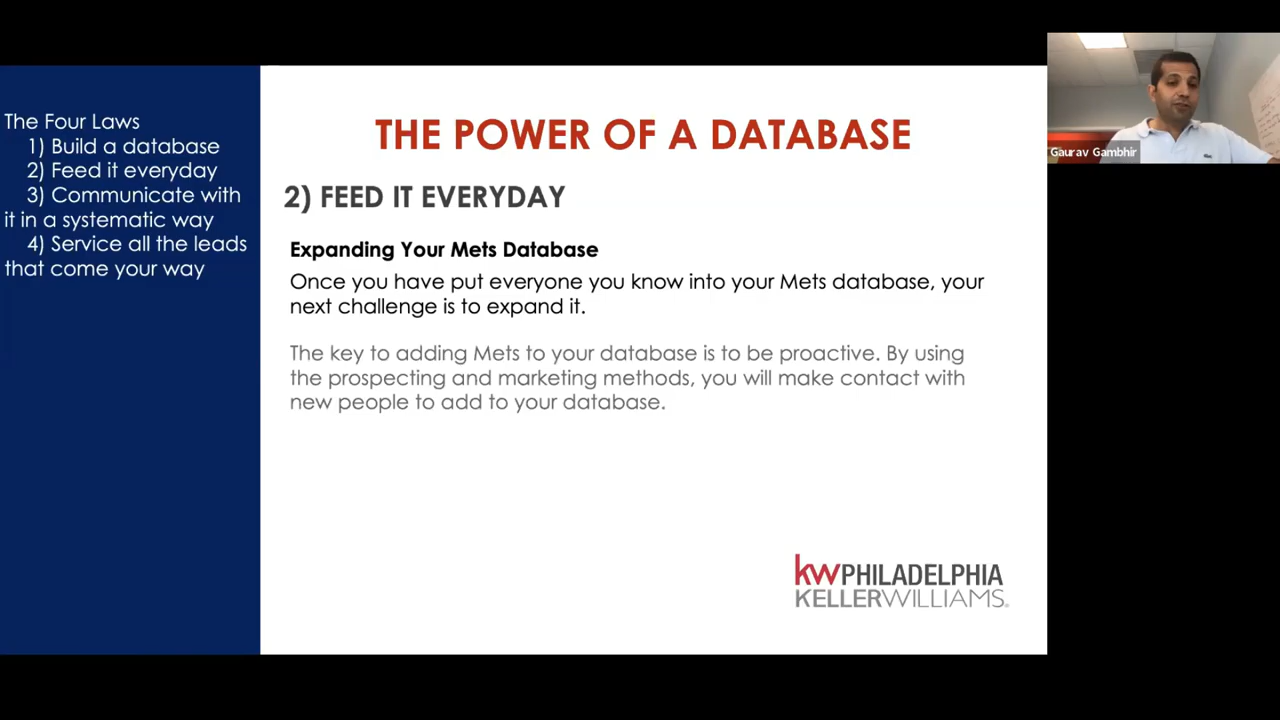 The Four Laws
1) Build a database
2) Feed it everyday
3) Communicate with
it in a systematic way
4) Service all the leads
that come your way
THE POWER OF A DATABASE
2) FEED IT EVERYDAY
Expanding Your Mets Database
Once you have put everyone you know into your Mets database, your
next challenge is to expand it.
The key to adding Mets to your database is to be proactive. By using
the prospecting and marketing methods, you will make contact with
new people to add to your database.
kwPHILADELPHIA
KELLERWILLIAMS®
Gaurav Gambhir